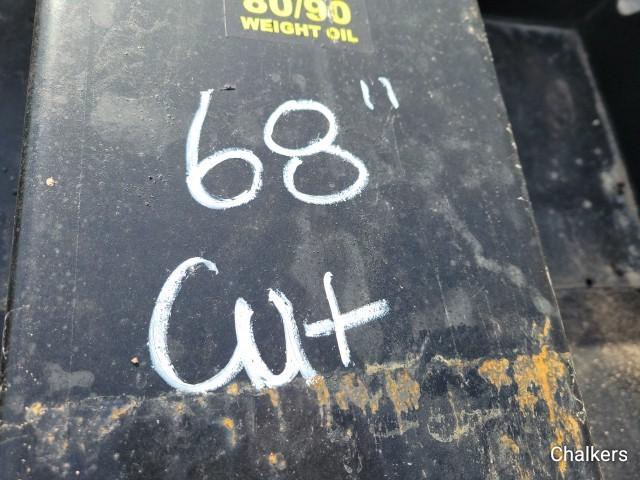 80/90
WEIGHT OIL
68"
Cut
Chalkers